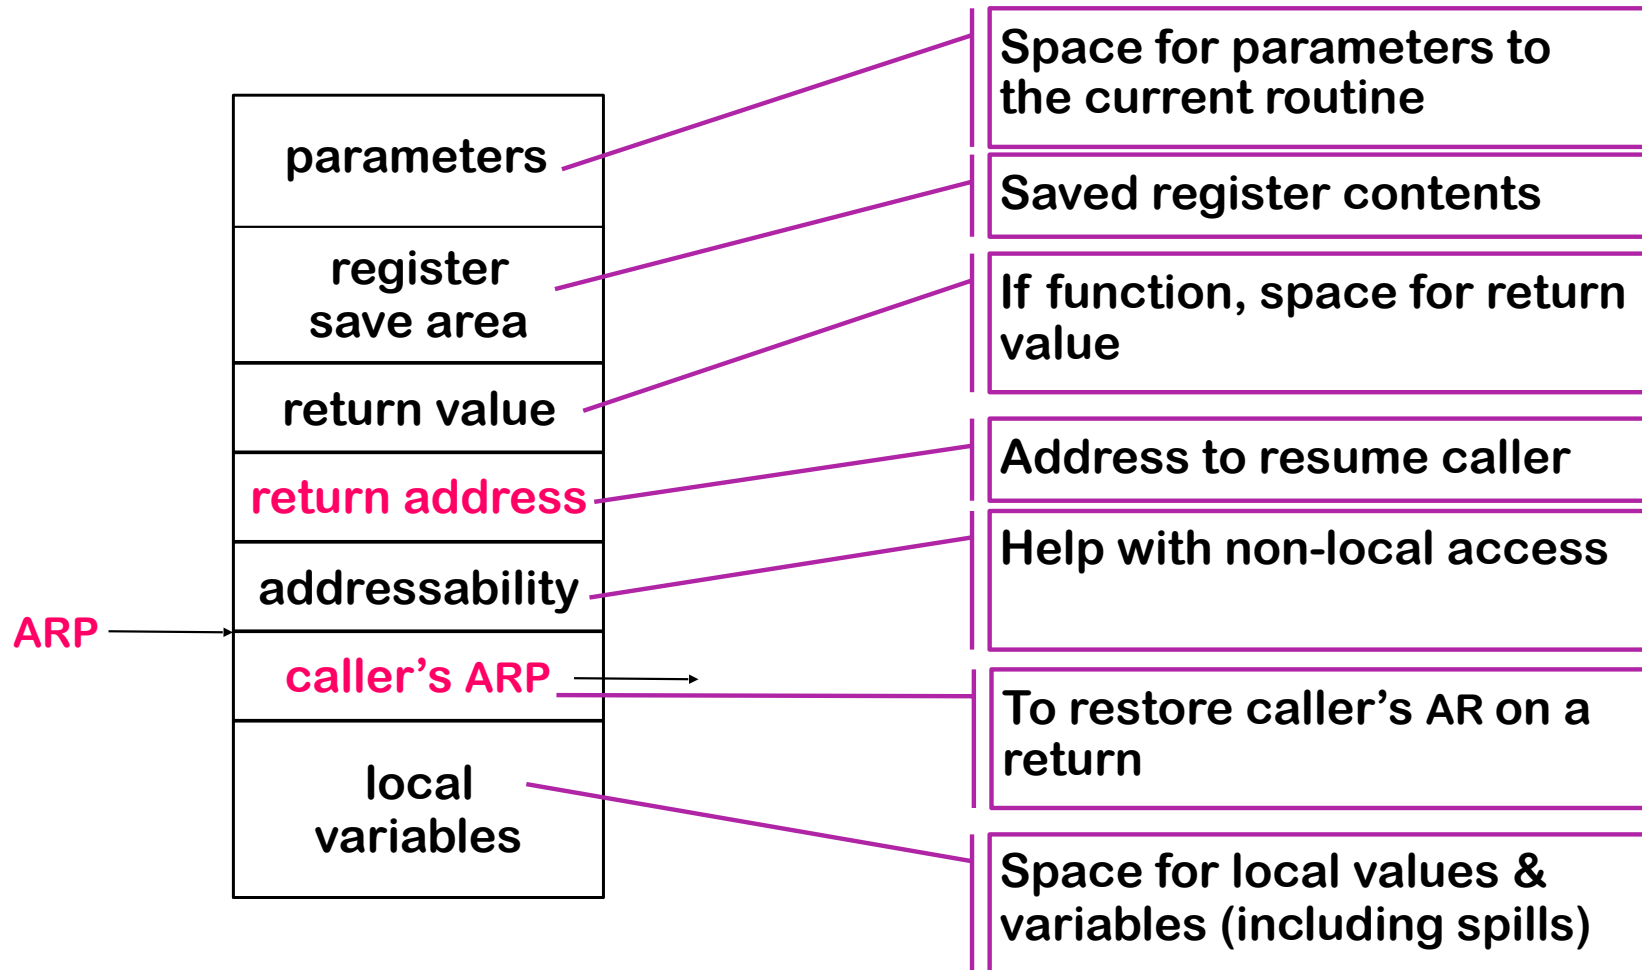 parameters
register
save area
return value
return address
addressability
ARP
caller’s ARP
local
variables
Space for parameters to
the current routine
Saved register contents
If function, space for return
value
Address to resume caller
Help with non-local access
To restore caller’s AR on a
return
Space for local values &
variables (including spills)